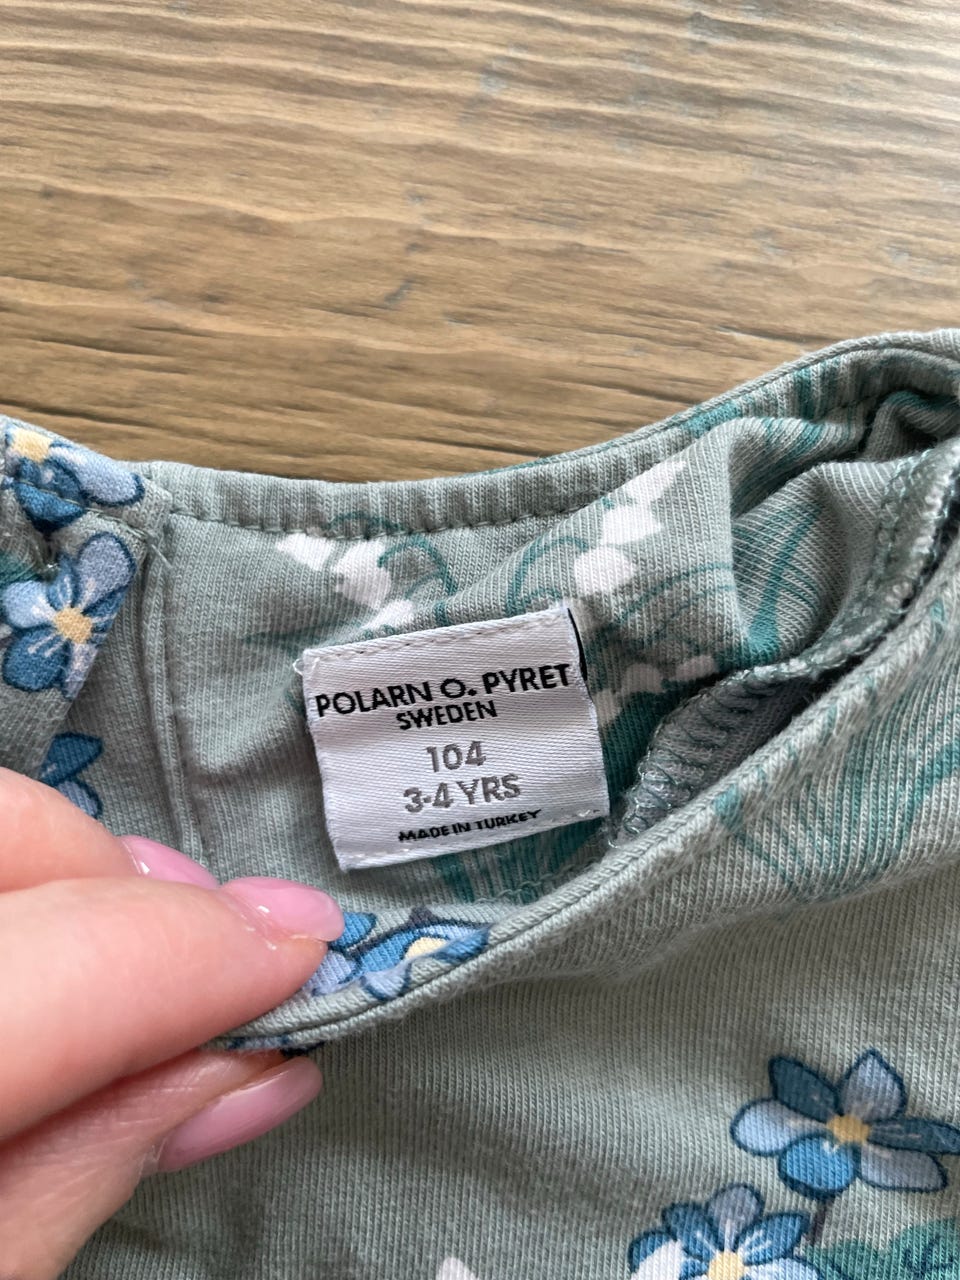 POLARN O. PYRET
SWEDEN
104
3-4 YRS
MADE IN TURKEY